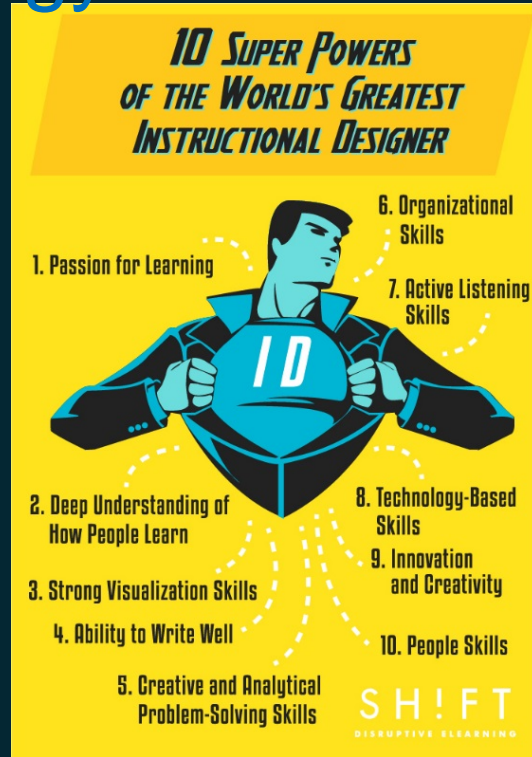 10 Super Powers
of the World's Greatest
Instructional Designer
1. Passion for Learning
2. Deep Understanding of
How People Learn
3. Strong Visualization Skills
4. Ability to Write Well
5. Creative and Analytical
Problem-Solving Skills
6. Organizational
Skills
7. Active Listening
Skills
8. Technology-Based
Skills
9. Innovation
and Creativity
10. People Skills
ID
SH!FT
DISRUPTIVE ELEARNING